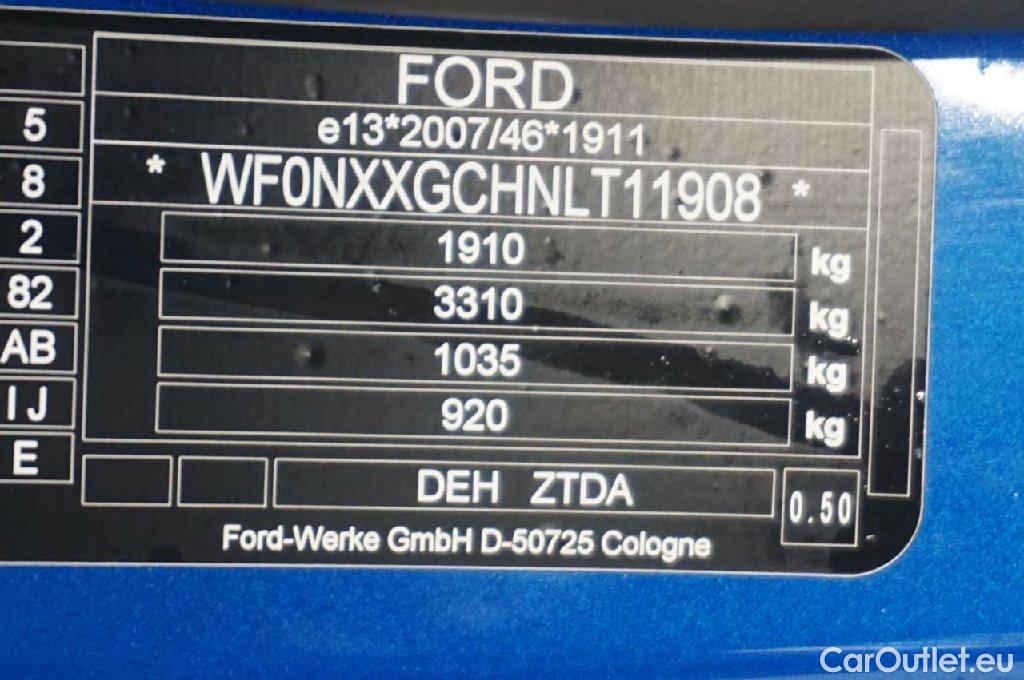 FORD
e13*2007/46*1911
5
* WF0NXXGCHNLT11908 *
8
1910 kg
2
3310 kg
82
1035 kg
AB
920 kg
IJ
E
DEH ZTDA
0.50
Ford-Werke GmbH D-50725 Cologne
CarOutlet.eu